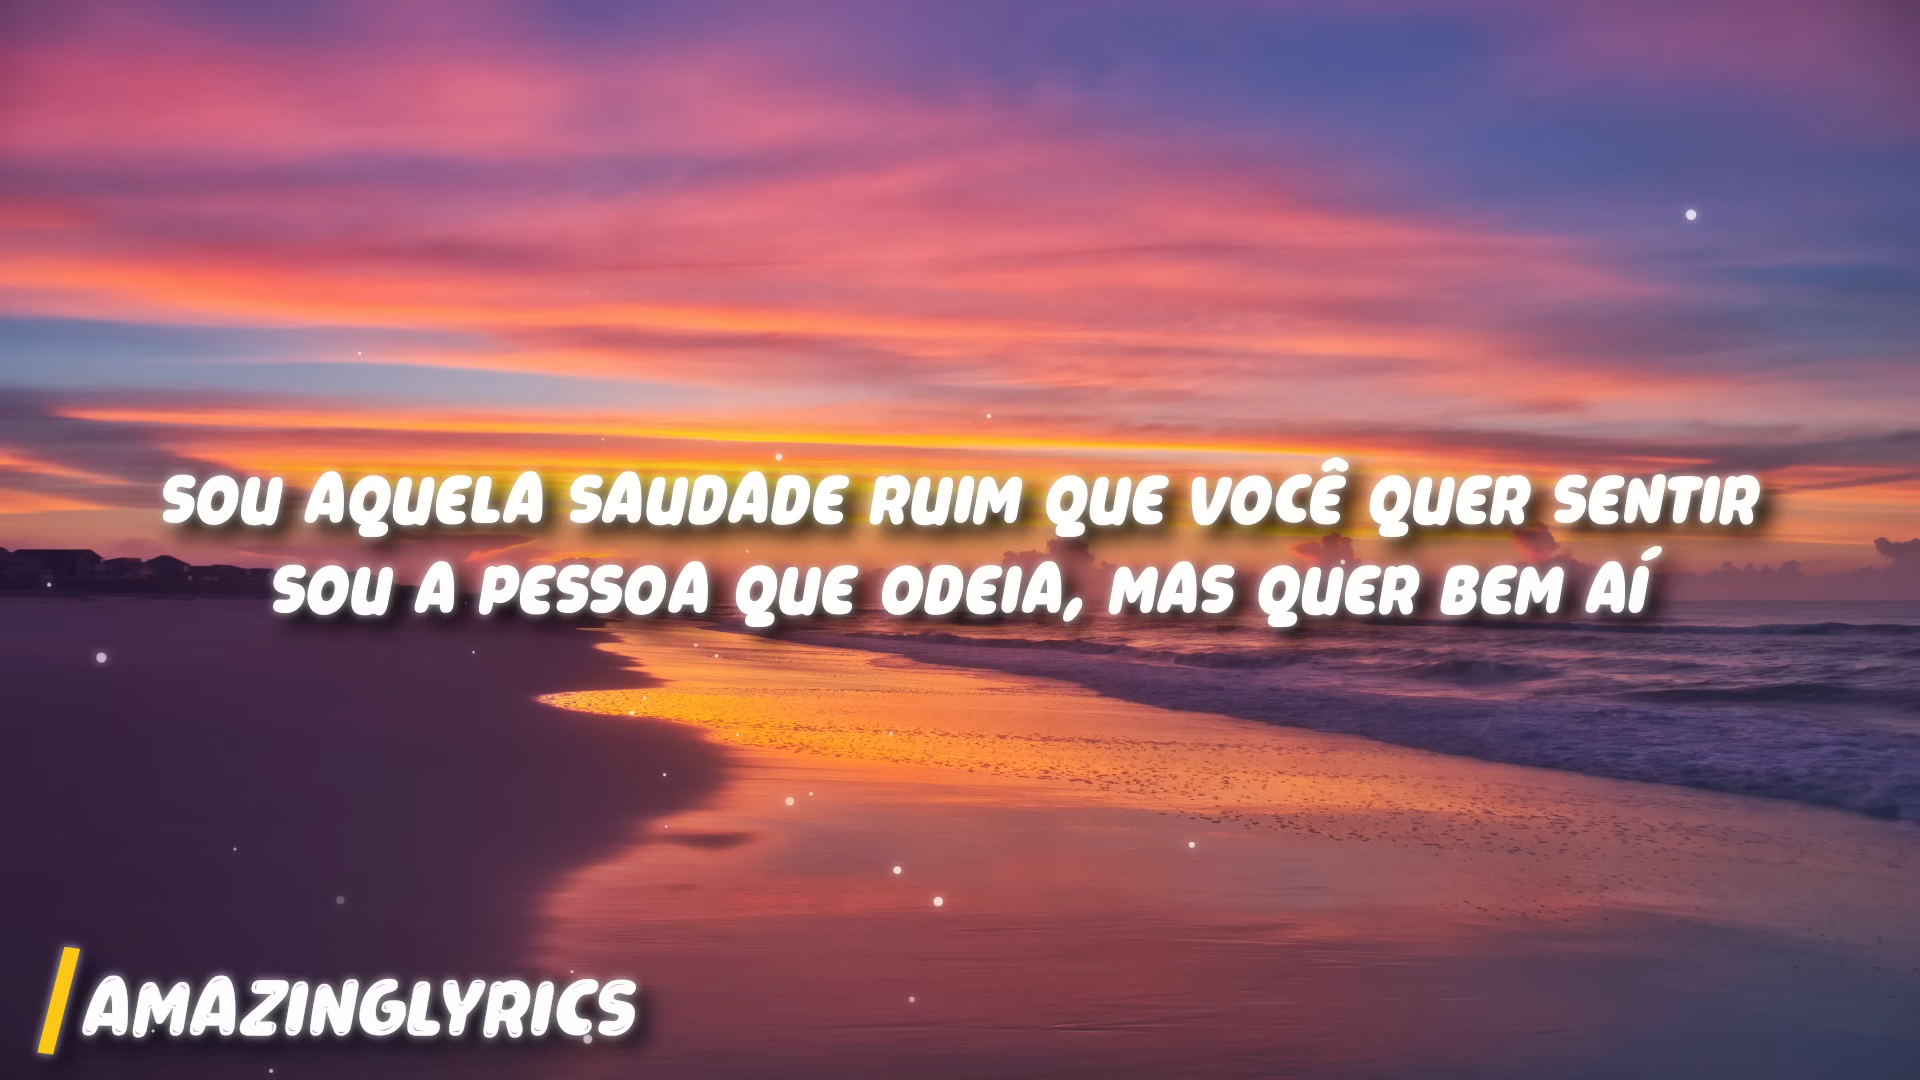 SOU AQUELA SAUDADE RUIM QUE VOCÊ QUER SENTIR
SOU A PESSOA QUE ODEIA, MAS QUER BEM AÍ
AMAZINGLYRICS